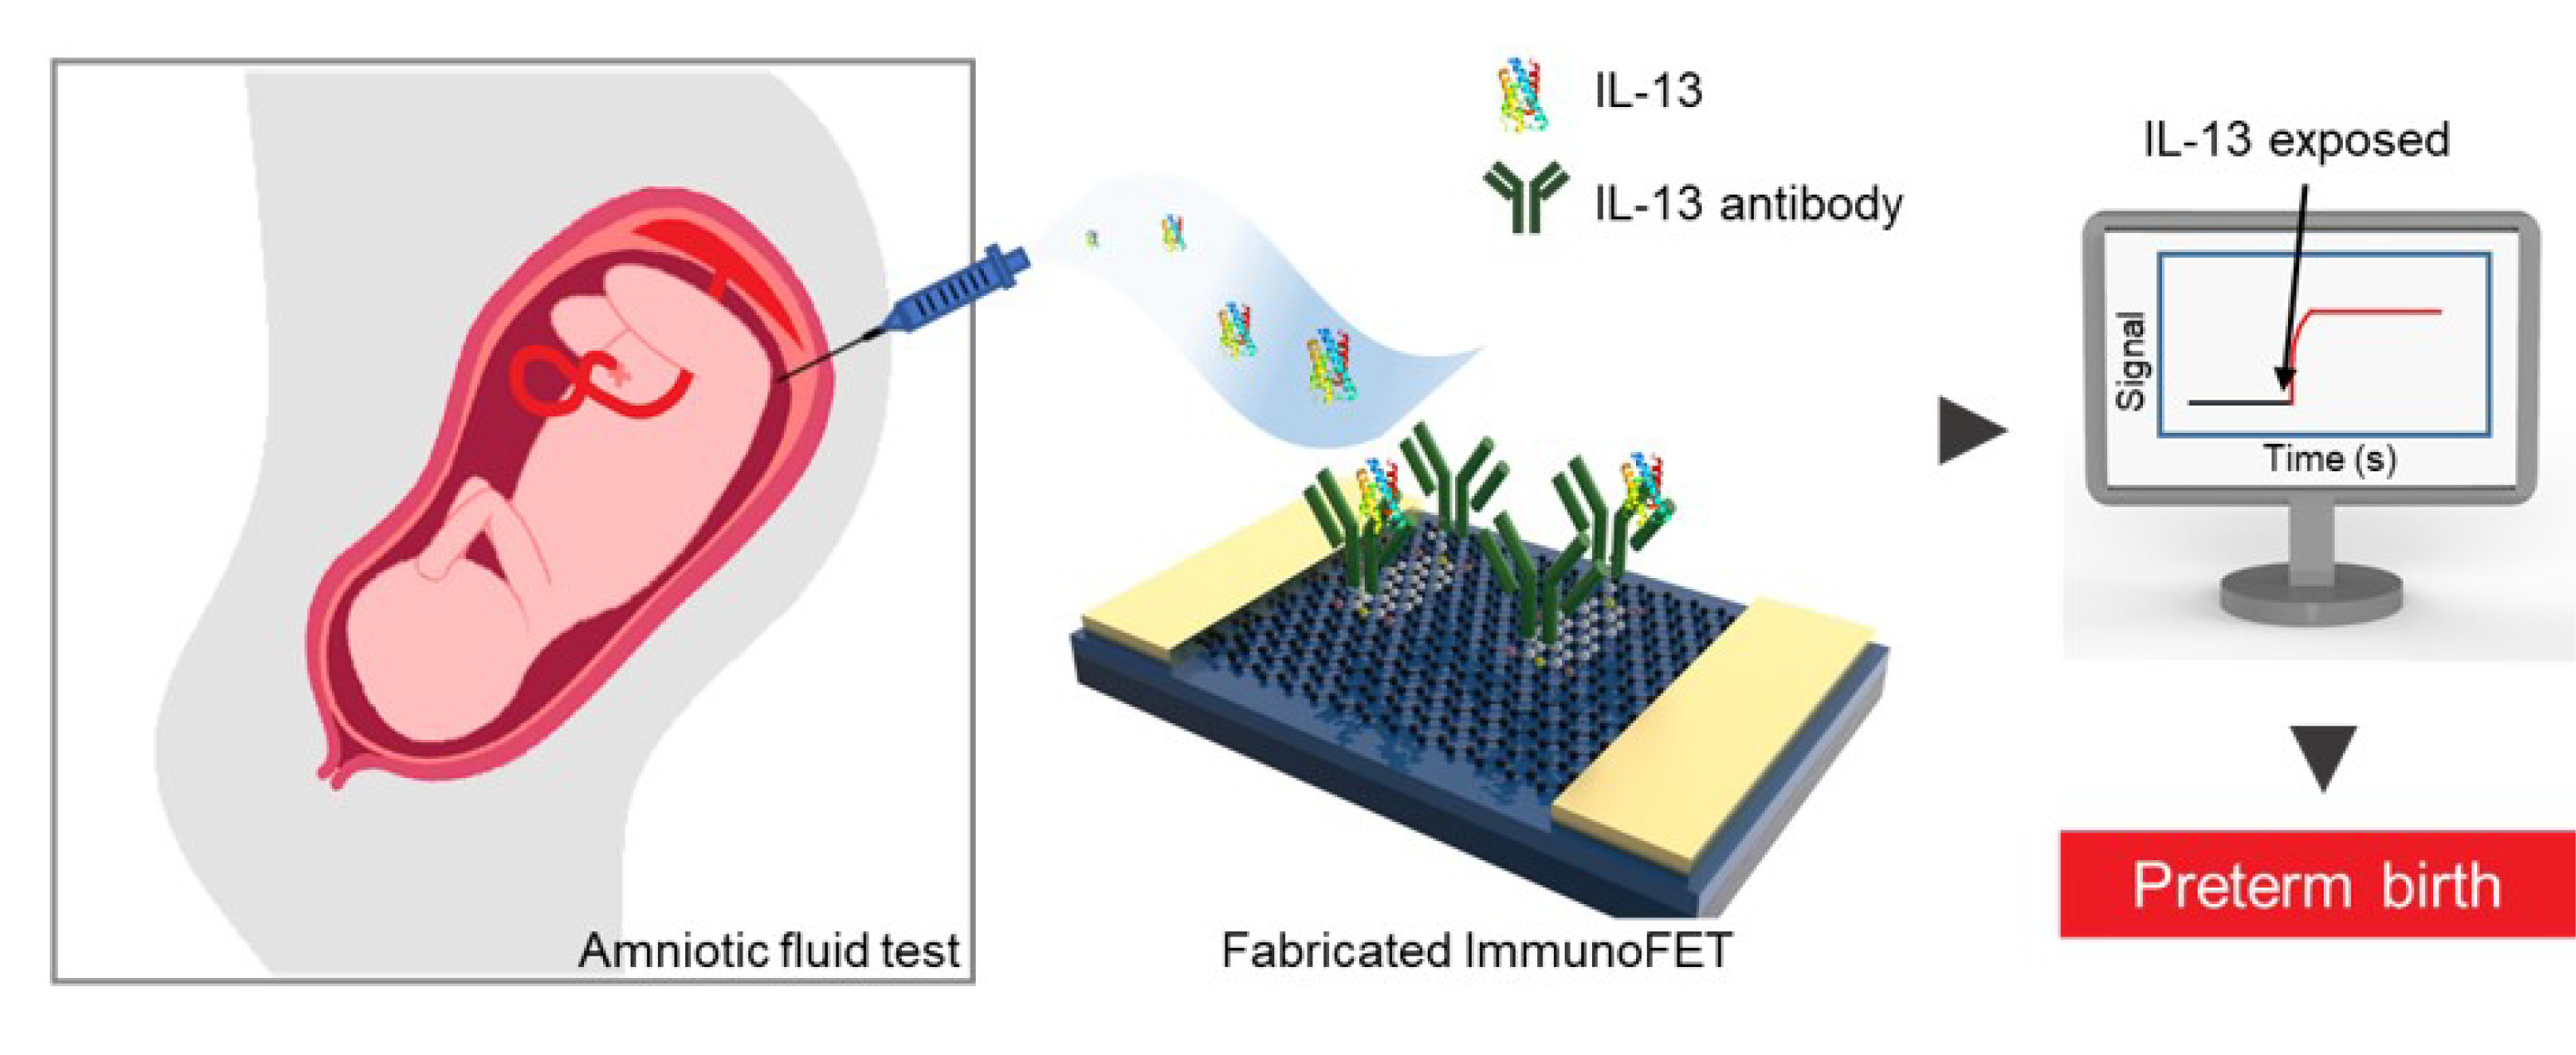 IL-13
IL-13 antibody
IL-13 exposed
Signal
Time (s)
Amniotic fluid test
Fabricated ImmunoFET
Preterm birth